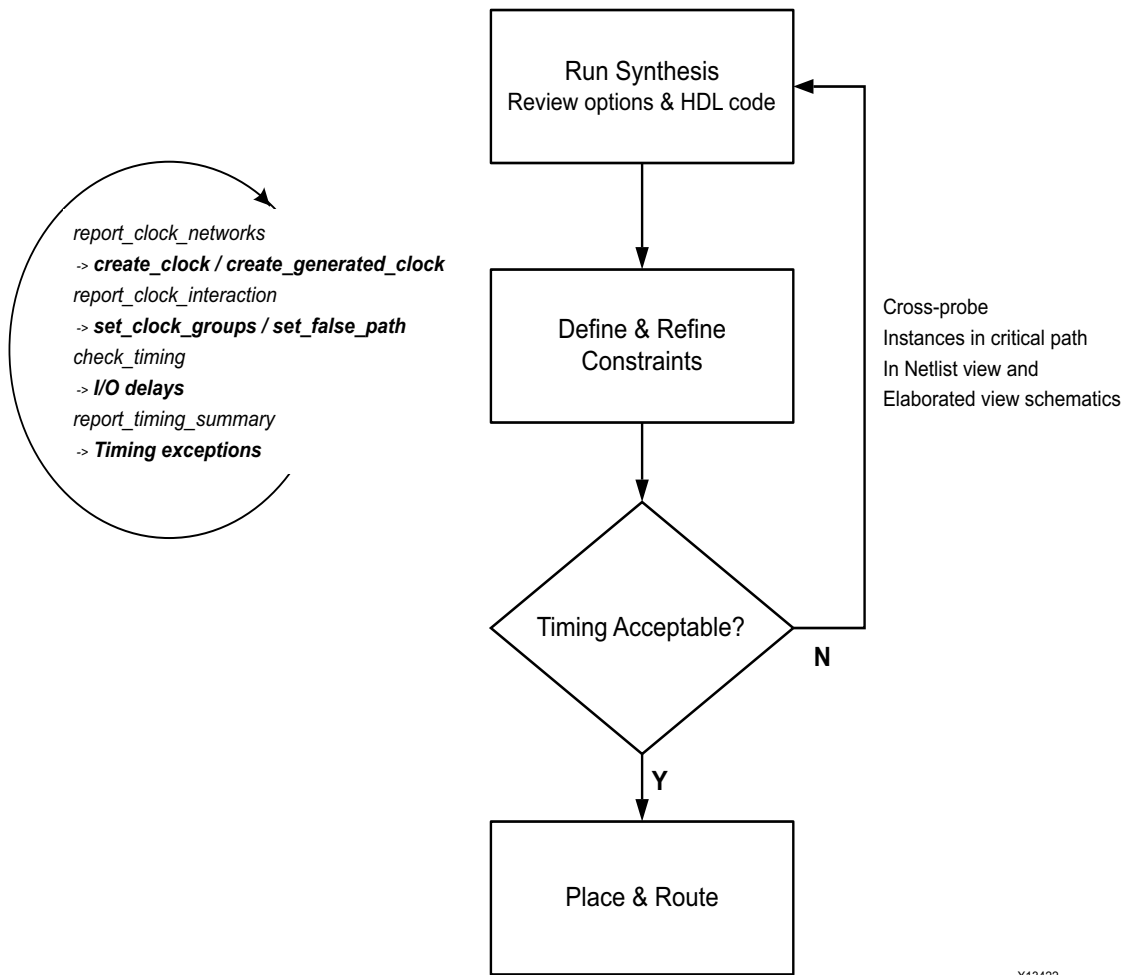 Run Synthesis
Review options & HDL code
report_clock_networks
-> create_clock / create_generated_clock
report_clock_interaction
-> set_clock_groups / set_false_path
check_timing
-> I/O delays
report_timing_summary
-> Timing exceptions
Define & Refine
Constraints
Cross-probe
Instances in critical path
In Netlist view and
Elaborated view schematics
Timing Acceptable?
N
Y
Place & Route